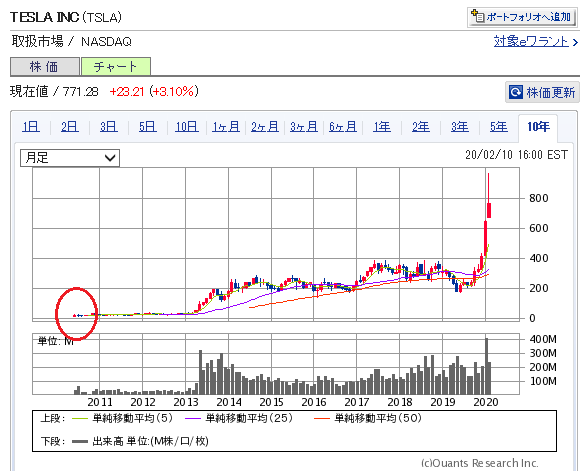 TESLA INC (TSLA)
ポートフォリオへ追加
取扱市場 / NASDAQ
対象eワラント
株価
チャート
現在値 / 771.28 +23.21 (+3.10%)
株価更新
1日 2日 3日 5日 10日 1ヶ月 2ヶ月 3ヶ月 6ヶ月 1年 2年 3年 5年 10年
月足
20/02/10 16:00 EST
800
600
400
200
0
単位: M
400M
300M
200M
100M
2011 2012 2013 2014 2015 2016 2017 2018 2019 2020
上段: 単純移動平均(5) 単純移動平均(25) 単純移動平均(50)
下段: 出来高 単位:(M株/口/枚)
(c)Quants Research Inc.